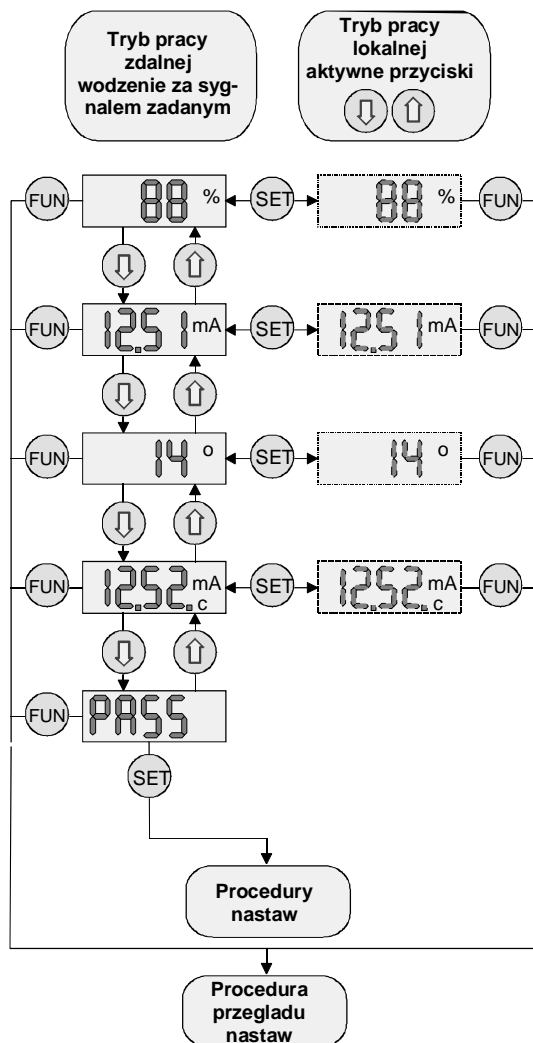 Tryb pracy
zdalnej
wodzenie za syg-
nalem zadanym
Tryb pracy
lokalnej
aktywne przyciski
FUN 88 % SET 88 % FUN
FUN 12.51 mA SET 12.51 mA FUN
FUN 14 o SET 14 o FUN
FUN 12.52. mA c SET 12.52. mA c FUN
FUN PASS
SET
Procedury
nastaw
Procedura
przegladu
nastaw